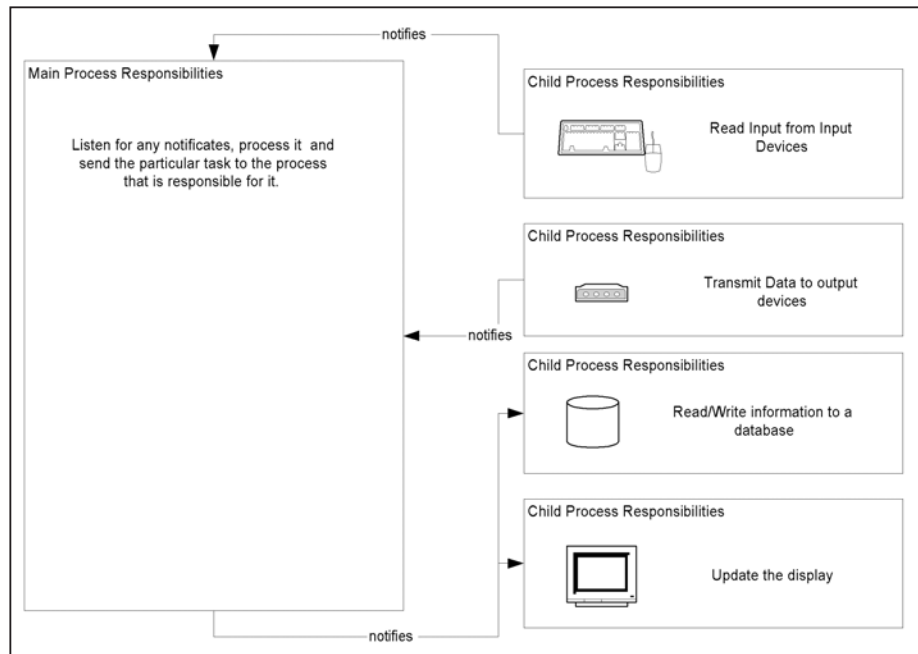 notifies
Main Process Responsibilities
Listen for any notificates, process it and
send the particular task to the process
that is responsible for it.
Child Process Responsibilities
Read Input from Input
Devices
Child Process Responsibilities
Transmit Data to output
devices
notifies
Child Process Responsibilities
Read/Write information to a
database
Child Process Responsibilities
Update the display
notifies